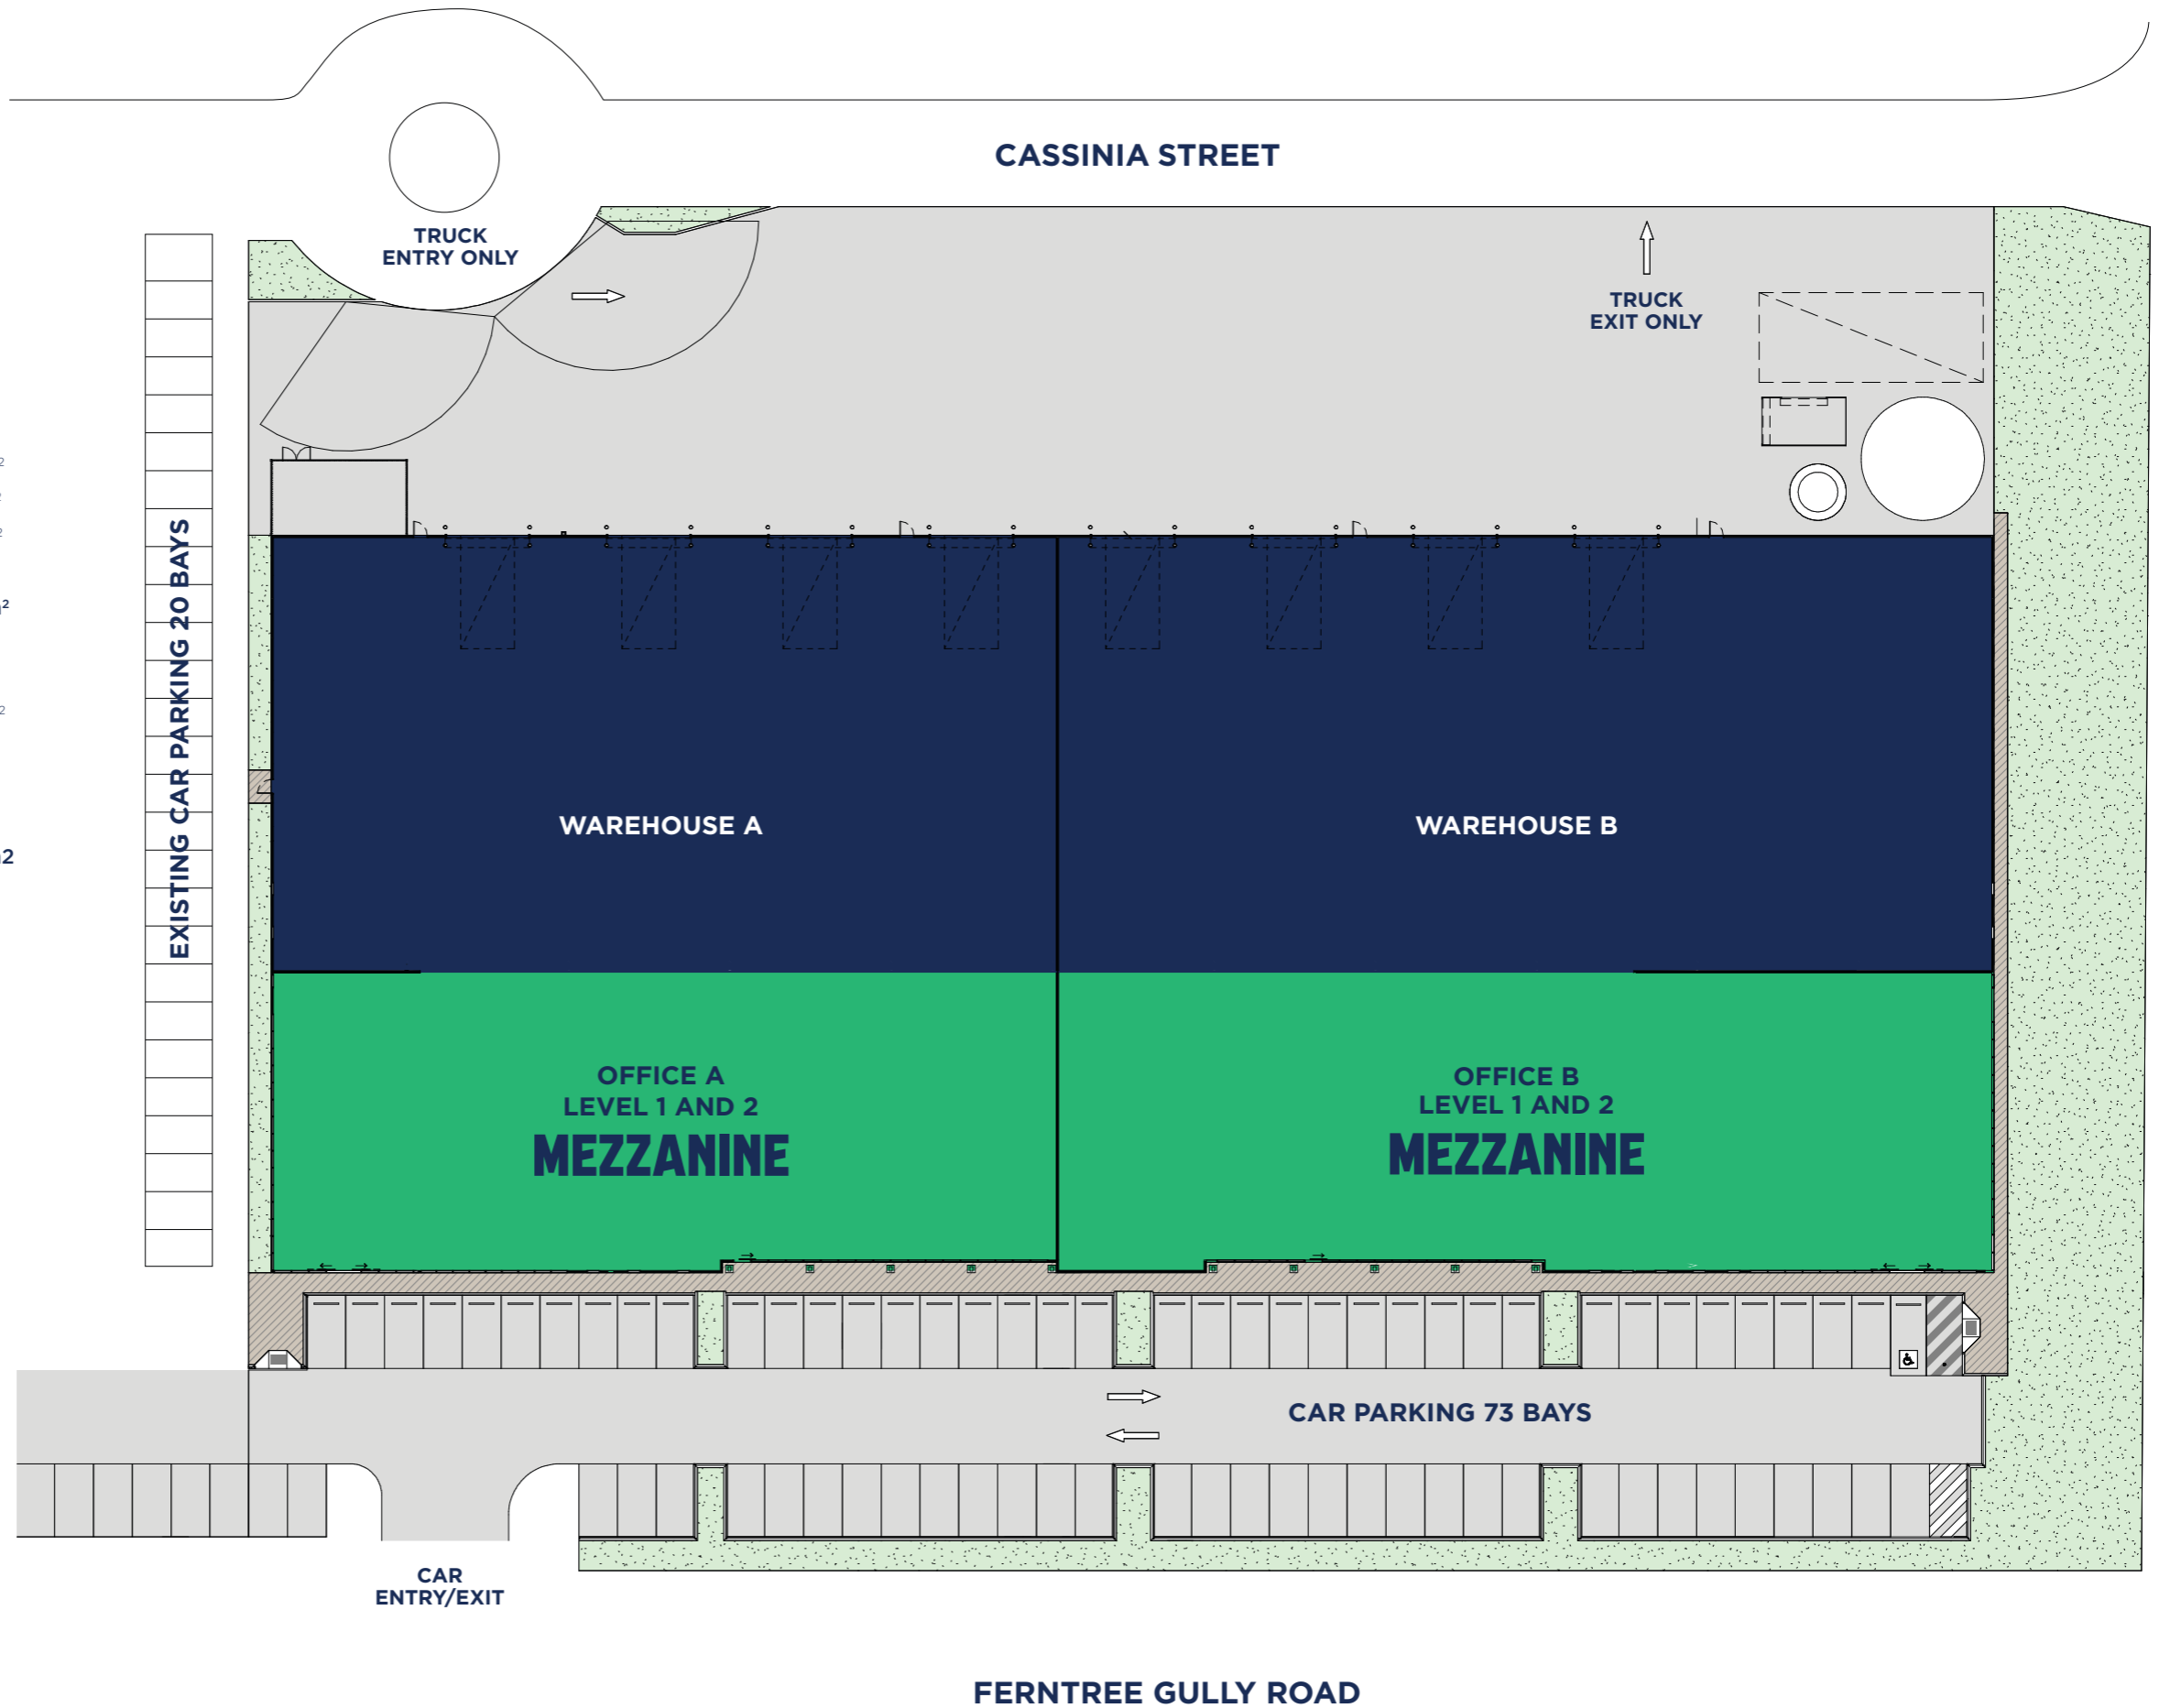 CASSINIA STREET
TRUCK
ENTRY ONLY
TRUCK
EXIT ONLY
EXISTING CAR PARKING 20 BAYS
WAREHOUSE A
WAREHOUSE B
OFFICE A
LEVEL 1 AND 2
MEZZANINE
OFFICE B
LEVEL 1 AND 2
MEZZANINE
CAR PARKING 73 BAYS
CAR
ENTRY/EXIT
FERNTREE GULLY ROAD